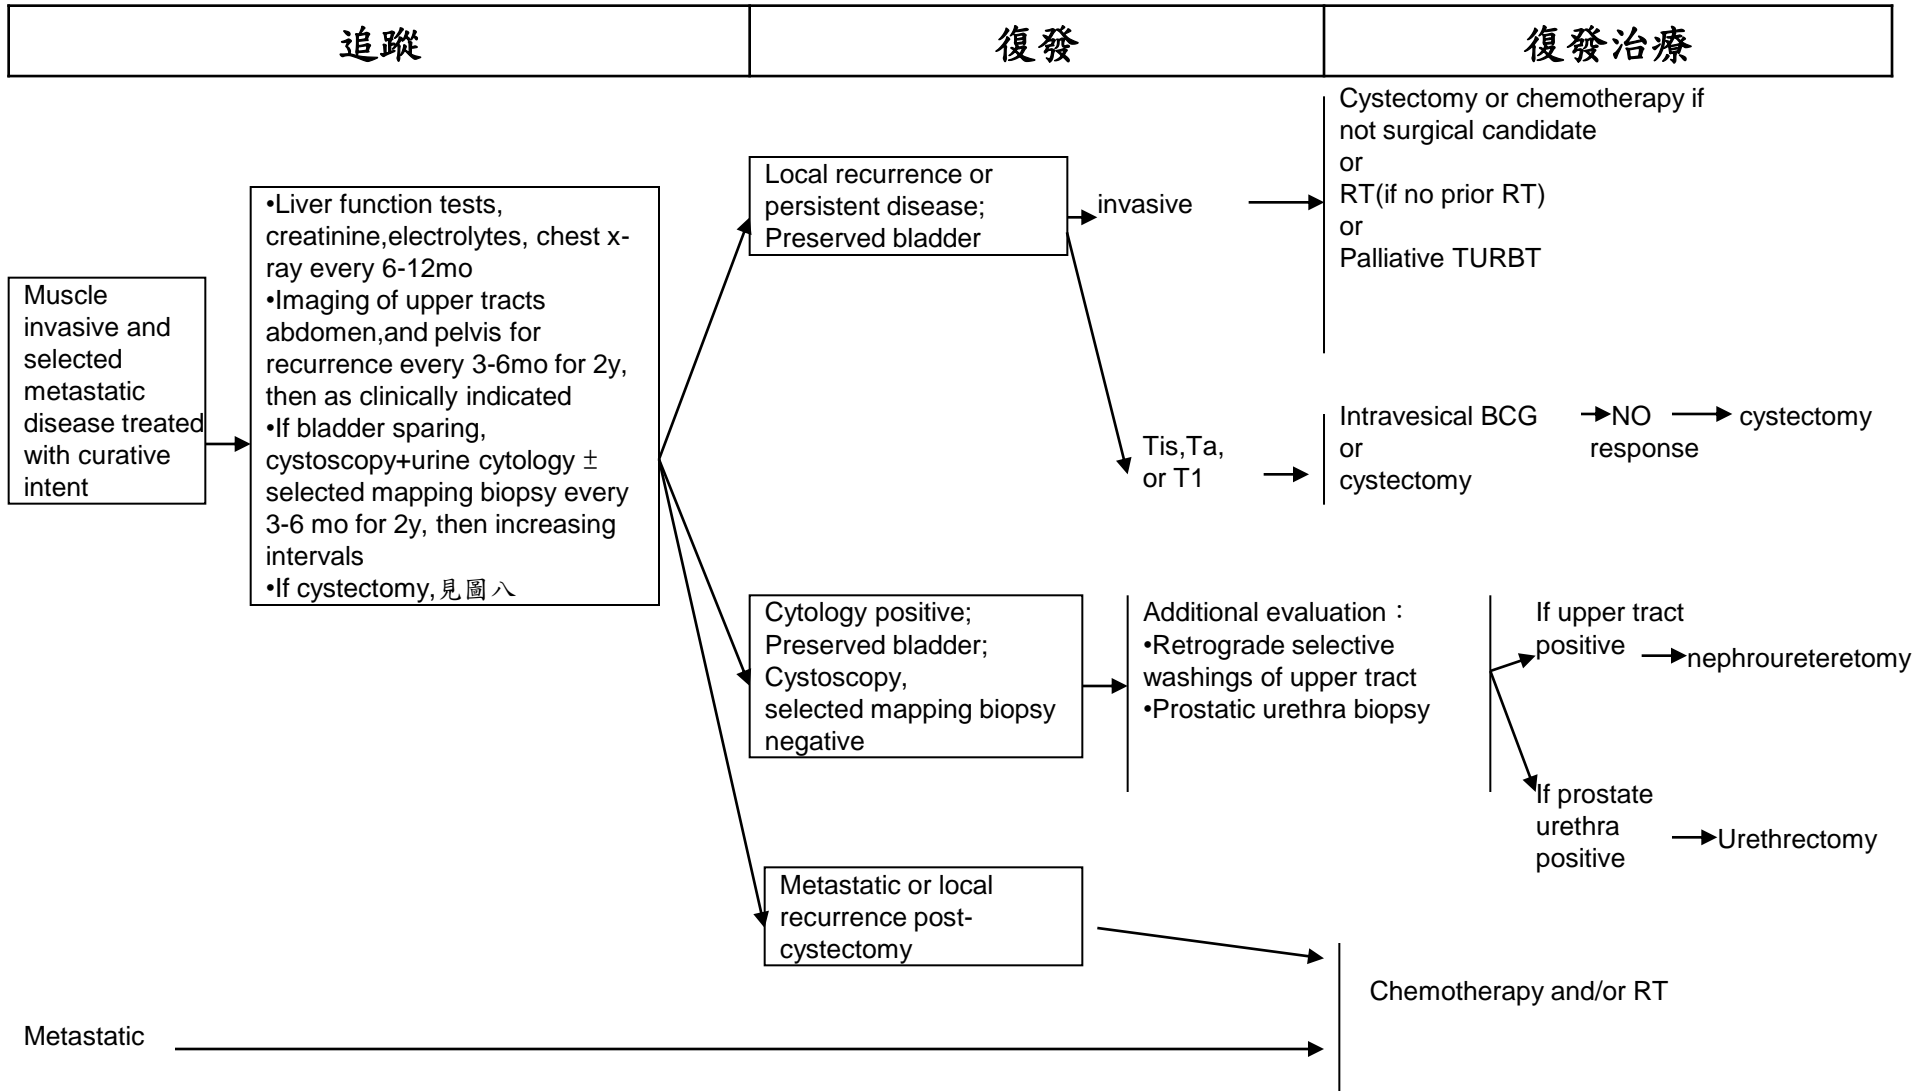 追蹤
復發
復發治療
Muscle
invasive and
selected
metastatic
disease treated
with curative
intent
•Liver function tests,
creatinine,electrolytes, chest x-
ray every 6-12mo
•Imaging of upper tracts
abdomen,and pelvis for
recurrence every 3-6mo for 2y,
then as clinically indicated
•If bladder sparing,
cystoscopy+urine cytology ±
selected mapping biopsy every
3-6 mo for 2y, then increasing
intervals
•If cystectomy,見圖八
Local recurrence or
persistent disease;
Preserved bladder
invasive
Cystectomy or chemotherapy if
not surgical candidate
or
RT(if no prior RT)
or
Palliative TURBT
Tis,Ta,
or T1
Intravesical BCG
or
cystectomy
NO
response
cystectomy
Cytology positive;
Preserved bladder;
Cystoscopy,
selected mapping biopsy
negative
Additional evaluation：
•Retrograde selective
washings of upper tract
•Prostatic urethra biopsy
If upper tract
positive
nephroureteretomy
If prostate
urethra
positive
Urethrectomy
Metastatic or local
recurrence post-
cystectomy
Chemotherapy and/or RT
Metastatic